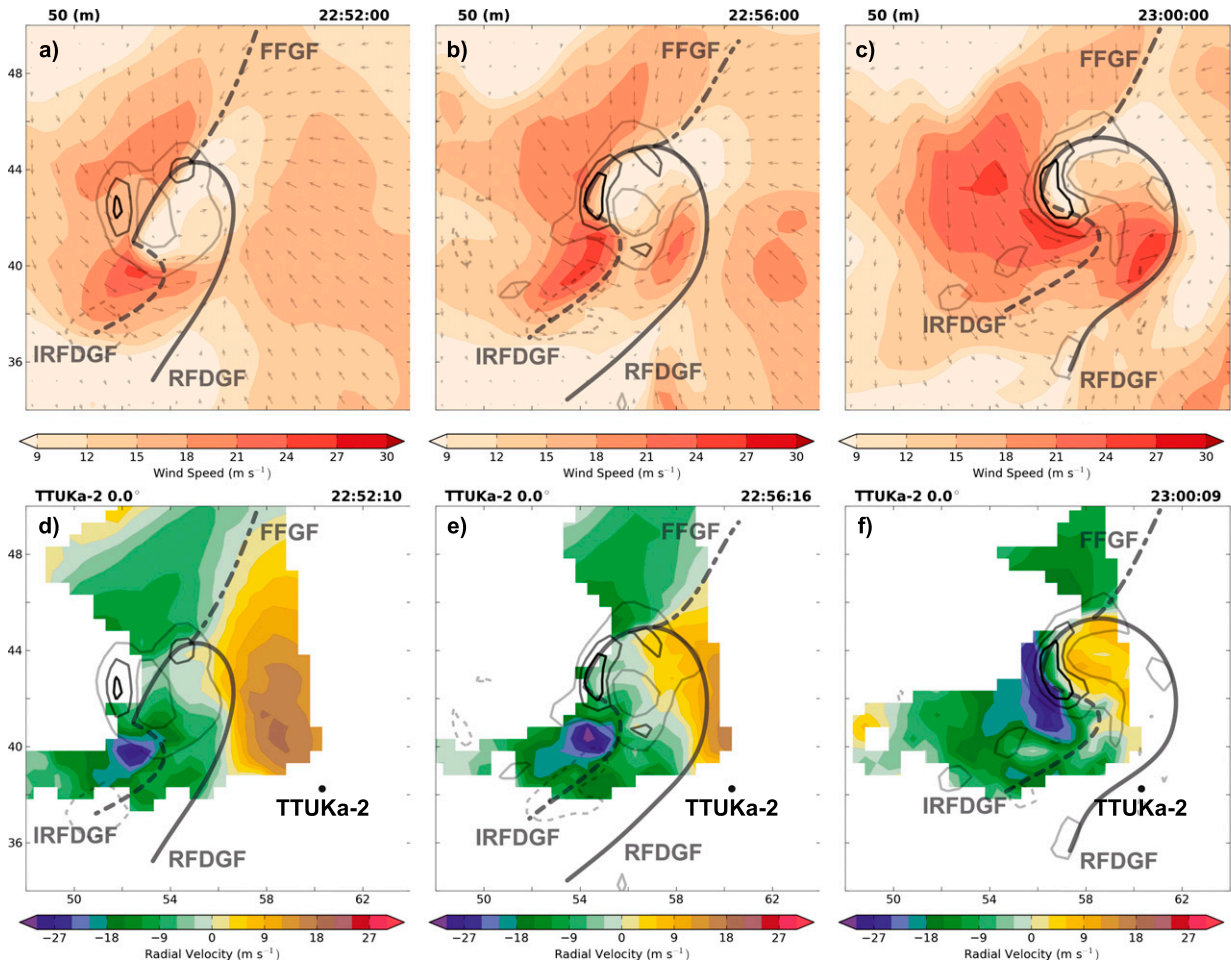 50 (m) 22:52:00
50 (m) 22:56:00
50 (m) 23:00:00
a) FFGF
b) FFGF
c) FFGF
48
44
40
36
IRFDGF
RFDGF
IRFDGF
RFDGF
IRFDGF
RFDGF
9 12 15 18 21 24 27 30
Wind Speed (m s⁻¹)
9 12 15 18 21 24 27 30
Wind Speed (m s⁻¹)
9 12 15 18 21 24 27 30
Wind Speed (m s⁻¹)
TTUKa-2 0.0° 22:52:10
TTUKa-2 0.0° 22:56:16
TTUKa-2 0.0° 23:00:09
d) FFGF
e) FFGF
f) FFGF
48
44
40
36
TTUKa-2
IRFDGF
RFDGF
TTUKa-2
IRFDGF
RFDGF
TTUKa-2
IRFDGF
RFDGF
50 54 58 62
50 54 58 62
50 54 58 62
−27 −18 −9 0 9 18 27
Radial Velocity (m s⁻¹)
−27 −18 −9 0 9 18 27
Radial Velocity (m s⁻¹)
−27 −18 −9 0 9 18 27
Radial Velocity (m s⁻¹)